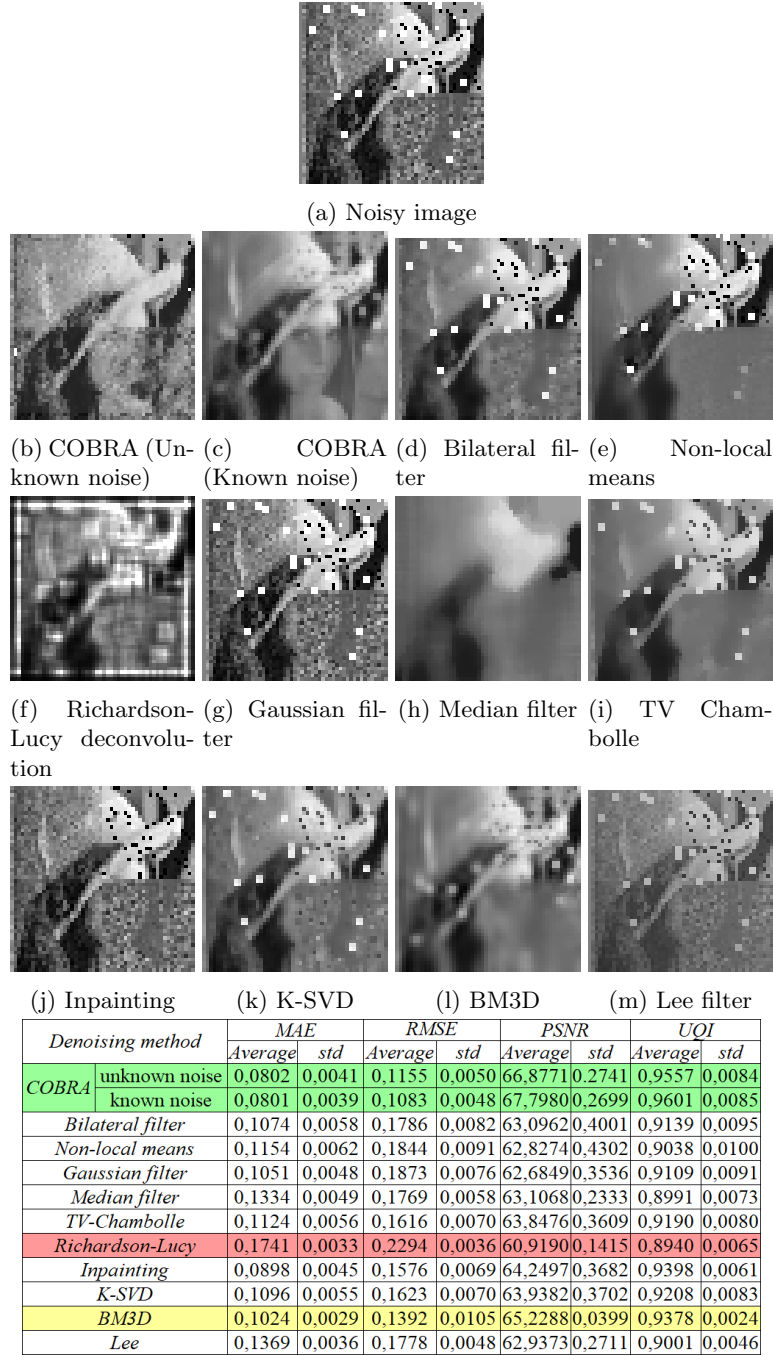 (a) Noisy image
(b) COBRA (Un-
known noise)
(c) COBRA
(Known noise)
(d) Bilateral fil-
ter
(e) Non-local
means
(f) Richardson-
Lucy deconvolu-
tion
(g) Gaussian fil-
ter
(h) Median filter
(i) TV Cham-
bolle
(j) Inpainting
(k) K-SVD
(l) BM3D
(m) Lee filter
Denoising method MAE RMSE PSNR UQI
Average std Average std Average std Average std
COBRA unknown noise 0,0802 0,0041 0,1155 0,0050 66,8771 0.2741 0,9557 0,0084
known noise 0,0801 0,0039 0,1083 0,0048 67,7980 0,2699 0,9601 0,0085
Bilateral filter 0,1074 0,0058 0,1786 0,0082 63,0962 0,4001 0,9139 0,0095
Non-local means 0,1154 0,0062 0,1844 0,0091 62,8274 0,4302 0,9038 0,0100
Gaussian filter 0,1051 0,0048 0,1873 0,0076 62,6849 0,3536 0,9109 0,0091
Median filter 0,1334 0,0049 0,1769 0,0058 63,1068 0,2333 0,8991 0,0073
TV-Chambolle 0,1124 0,0056 0,1616 0,0070 63,8476 0,3609 0,9190 0,0080
Richardson-Lucy 0,1741 0,0033 0,2294 0,0036 60,9190 0,1415 0,8940 0,0065
Inpainting 0,0898 0,0045 0,1576 0,0069 64,2497 0,3682 0,9398 0,0061
K-SVD 0,1096 0,0055 0,1623 0,0070 63,9382 0,3702 0,9208 0,0083
BM3D 0,1024 0,0029 0,1392 0,0105 65,2288 0,0399 0,9378 0,0024
Lee 0,1369 0,0036 0,1778 0,0048 62,9373 0,2711 0,9001 0,0046